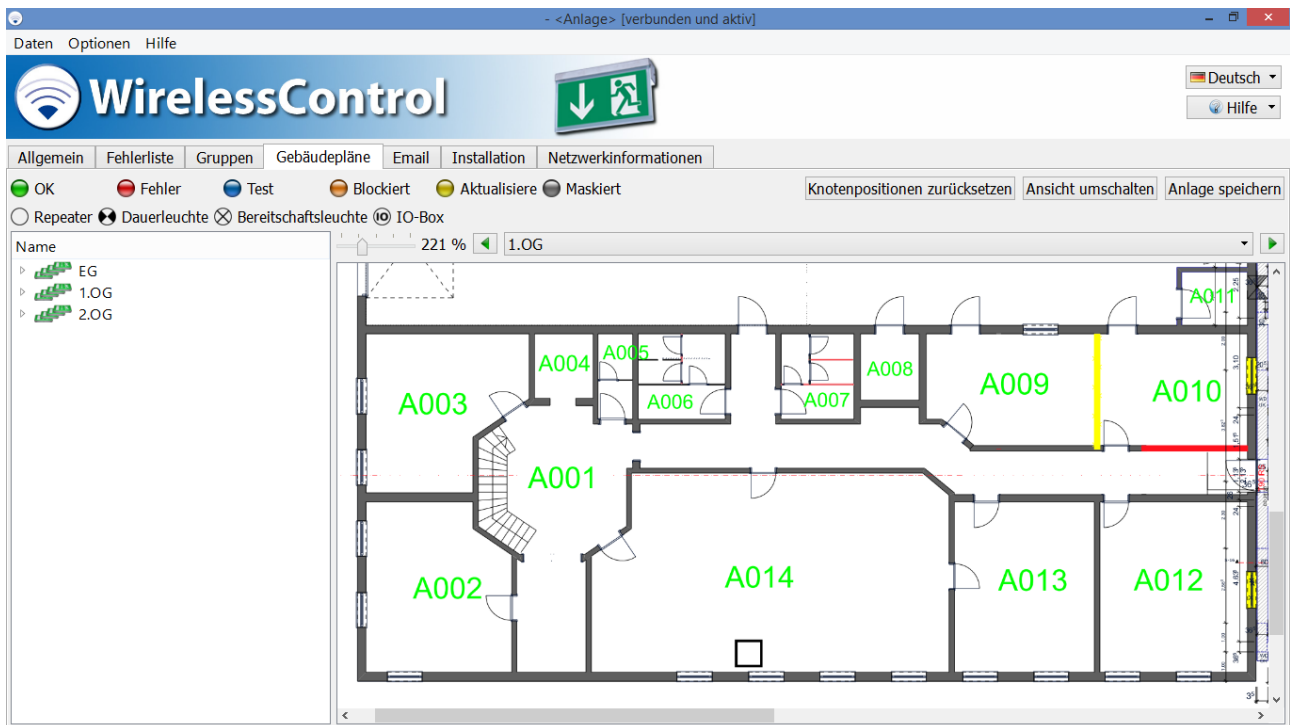 - <Anlage> [verbunden und aktiv]
Daten Optionen Hilfe
WirelessControl
Deutsch
Hilfe
Allgemein Fehlerliste Gruppen Gebäudepläne Email Installation Netzwerkinformationen
OK Fehler Test Blockiert Aktualisiere Maskiert
Knotenpositionen zurücksetzen Ansicht umschalten Anlage speichern
Repeater Dauerleuchte Bereitschaftsleuchte IO IO-Box
Name
221 % 1.OG
EG
1.OG
2.OG
A011
A005
A004
A008
A003
A006
A007
A009
A010
A001
A002
A014
A013
A012